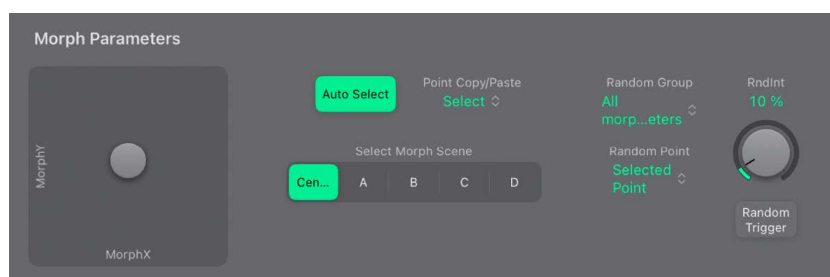 Morph Parameters
MorphY
MorphX
Auto Select
Point Copy/Paste
Select
Select Morph Scene
Cen...
A
B
C
D
Random Group
All
morp...eters
Random Point
Selected
Point
RndInt
10 %
Random
Trigger